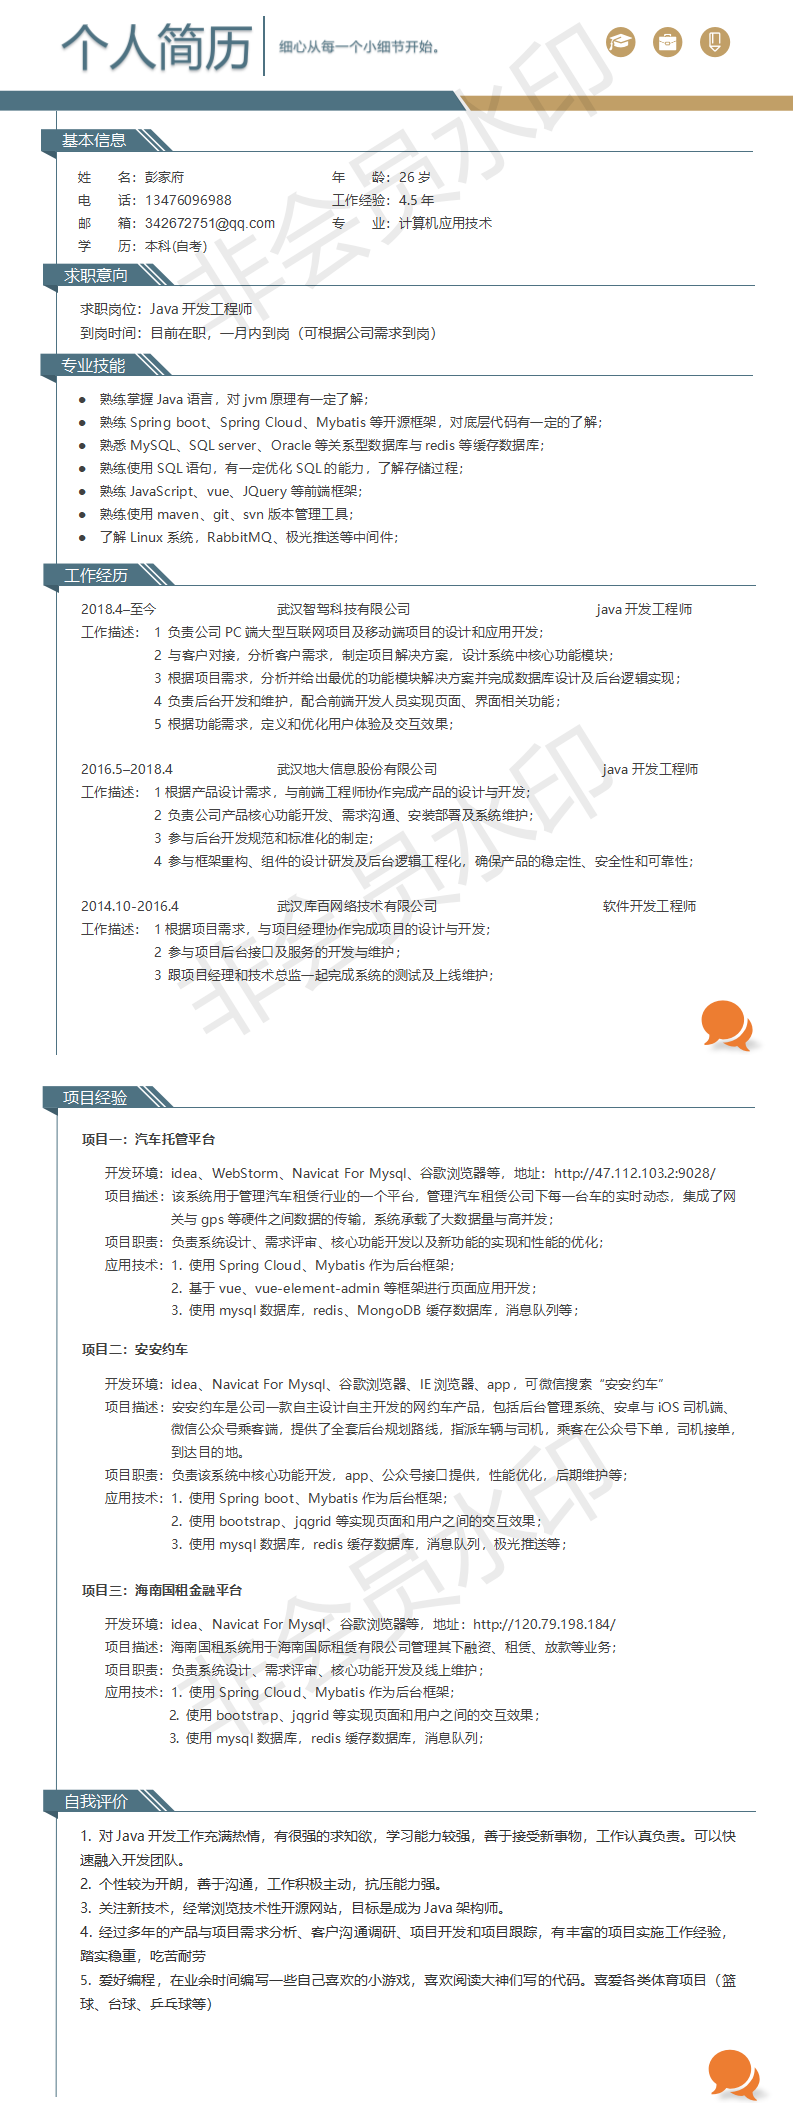 个人简历
细心从每一个小细节开始。
基本信息
姓 名：彭家府 年 龄：26 岁
电 话：13476096988 工作经验：4.5 年
邮 箱：342672751@qq.com 专 业：计算机应用技术
学 历：本科(自考)
求职意向
求职岗位：Java 开发工程师
到岗时间：目前在职，一月内到岗（可根据公司需求到岗）
专业技能
● 熟练掌握 Java 语言，对 jvm 原理有一定了解；
● 熟练 Spring boot、Spring Cloud、Mybatis 等开源框架，对底层代码有一定的了解；
● 熟悉 MySQL、SQL server、Oracle 等关系型数据库与 redis 等缓存数据库；
● 熟练使用 SQL 语句，有一定优化 SQL 的能力，了解存储过程；
● 熟练 JavaScript、vue、JQuery 等前端框架；
● 熟练使用 maven、git、svn 版本管理工具；
● 了解 Linux 系统，RabbitMQ、极光推送等中间件；
工作经历
2018.4–至今 武汉智驾科技有限公司 java 开发工程师
工作描述： 1 负责公司 PC 端大型互联网项目及移动端项目的设计和应用开发；
2 与客户对接，分析客户需求，制定项目解决方案，设计系统中核心功能模块；
3 根据项目需求，分析并给出最优的功能模块解决方案并完成数据库设计及后台逻辑实现；
4 负责后台开发和维护，配合前端开发人员实现页面、界面相关功能；
5 根据功能需求，定义和优化用户体验及交互效果；
2016.5–2018.4 武汉地大信息股份有限公司 java 开发工程师
工作描述： 1 根据产品设计需求，与前端工程师协作完成产品的设计与开发；
2 负责公司产品核心功能开发、需求沟通、安装部署及系统维护；
3 参与后台开发规范和标准化的制定；
4 参与框架重构、组件的设计研发及后台逻辑工程化，确保产品的稳定性、安全性和可靠性；
2014.10-2016.4 武汉库百网络技术有限公司 软件开发工程师
工作描述： 1 根据项目需求，与项目经理协作完成项目的设计与开发；
2 参与项目后台接口及服务的开发与维护；
3 跟项目经理和技术总监一起完成系统的测试及上线维护；
项目经验
项目一：汽车托管平台
开发环境：idea、WebStorm、Navicat For Mysql、谷歌浏览器等，地址：http://47.112.103.2:9028/
项目描述：该系统用于管理汽车租赁行业的一个平台，管理汽车租赁公司下每一台车的实时动态，集成了网
关与 gps 等硬件之间数据的传输，系统承载了大数据量与高并发；
项目职责：负责系统设计、需求评审、核心功能开发以及新功能的实现和性能的优化；
应用技术：1. 使用 Spring Cloud、Mybatis 作为后台框架；
2. 基于 vue、vue-element-admin 等框架进行页面应用开发；
3. 使用 mysql 数据库，redis、MongoDB 缓存数据库，消息队列等；
项目二：安安约车
开发环境：idea、Navicat For Mysql、谷歌浏览器、IE 浏览器、app，可微信搜索“安安约车”
项目描述：安安约车是公司一款自主设计自主开发的网约车产品，包括后台管理系统、安卓与 iOS 司机端、
微信公众号乘客端，提供了全套后台规划路线，指派车辆与司机，乘客在公众号下单，司机接单，
到达目的地。
项目职责：负责该系统中核心功能开发，app、公众号接口提供，性能优化，后期维护等；
应用技术：1. 使用 Spring boot、Mybatis 作为后台框架；
2. 使用 bootstrap、jqgrid 等实现页面和用户之间的交互效果；
3. 使用 mysql 数据库，redis 缓存数据库，消息队列，极光推送等；
项目三：海南国租金融平台
开发环境：idea、Navicat For Mysql、谷歌浏览器等，地址：http://120.79.198.184/
项目描述：海南国租系统用于海南国际租赁有限公司管理其下融资、租赁、放款等业务；
项目职责：负责系统设计、需求评审、核心功能开发及线上维护；
应用技术：1. 使用 Spring Cloud、Mybatis 作为后台框架；
2. 使用 bootstrap、jqgrid 等实现页面和用户之间的交互效果；
3. 使用 mysql 数据库，redis 缓存数据库，消息队列；
自我评价
1. 对 Java 开发工作充满热情，有很强的求知欲，学习能力较强，善于接受新事物，工作认真负责。可以快
速融入开发团队。
2. 个性较为开朗，善于沟通，工作积极主动，抗压能力强。
3. 关注新技术，经常浏览技术性开源网站，目标是成为 Java 架构师。
4. 经过多年的产品与项目需求分析、客户沟通调研、项目开发和项目跟踪，有丰富的项目实施工作经验，
踏实稳重，吃苦耐劳
5. 爱好编程，在业余时间编写一些自己喜欢的小游戏，喜欢阅读大神们写的代码。喜爱各类体育项目（篮
球、台球、乒乓球等）
非会员水印
非会员水印
非会员水印